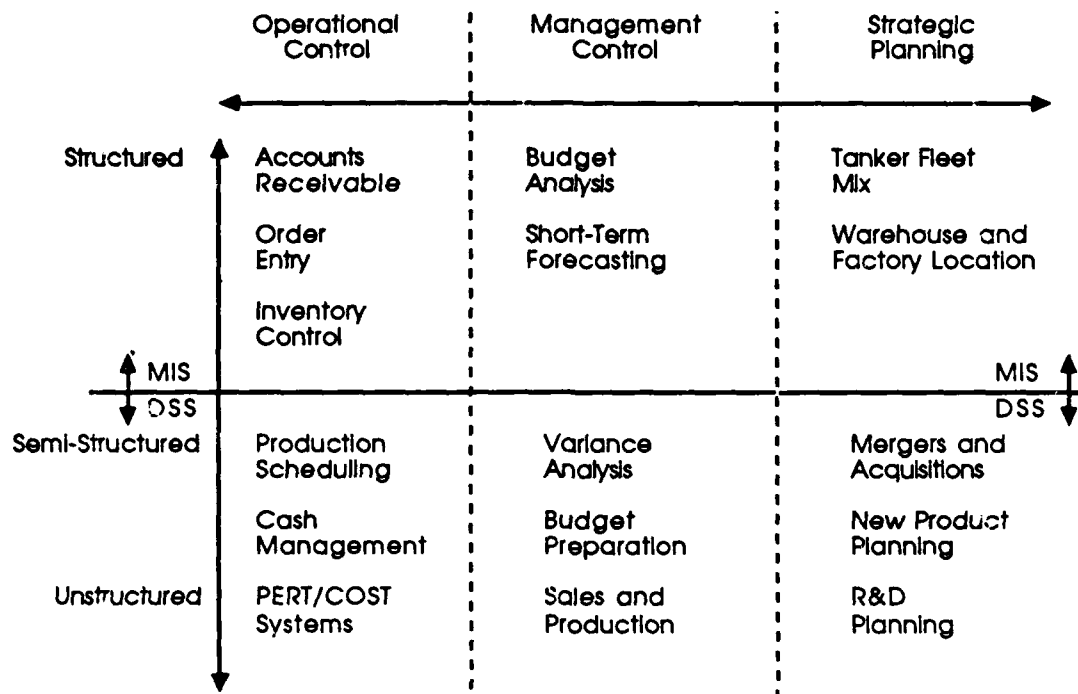 Operational
Control
Management
Control
Strategic
Planning
Structured
Accounts
Receivable
Budget
Analysis
Tanker Fleet
Mix
Order
Entry
Short-Term
Forecasting
Warehouse and
Factory Location
Inventory
Control
MIS
MIS
DSS
DSS
Semi-Structured
Production
Scheduling
Variance
Analysis
Mergers and
Acquisitions
Cash
Management
Budget
Preparation
New Product
Planning
Unstructured
PERT/COST
Systems
Sales and
Production
R&D
Planning